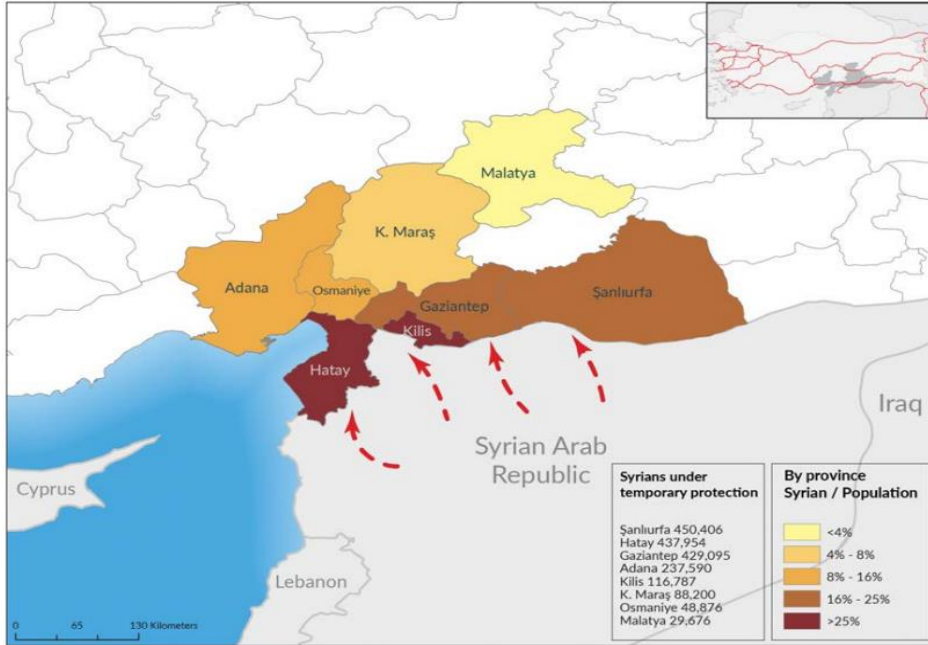 Malatya
K. Maraş
Adana
Osmaniye
Gaziantep
Şanlıurfa
Kilis
Hatay
Iraq
Syrian Arab
Republic
Cyprus
Lebanon
0 65 130 Kilometers
Syrians under
temporary protection
Şanlıurfa 450,406
Hatay 437,954
Gaziantep 429,095
Adana 237,590
Kilis 116,787
K. Maraş 88,200
Osmaniye 48,876
Malatya 29,676
By province
Syrian / Population
<4%
4% - 8%
8% - 16%
16% - 25%
>25%